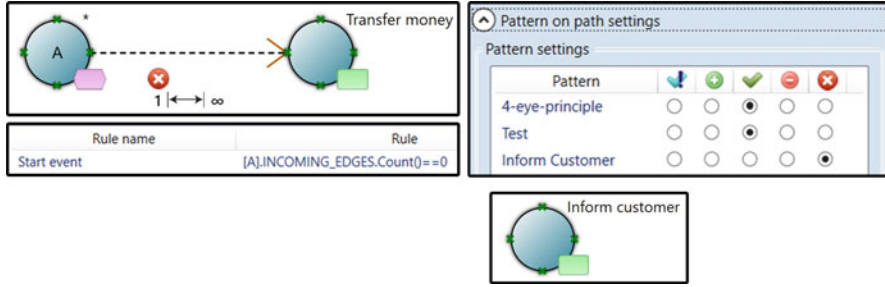 * Transfer money
A
1 ∞
Rule name Rule
Start event [A].INCOMING_EDGES.Count()==0
Pattern on path settings
Pattern settings
Pattern
4-eye-principle
Test
Inform Customer
Inform customer